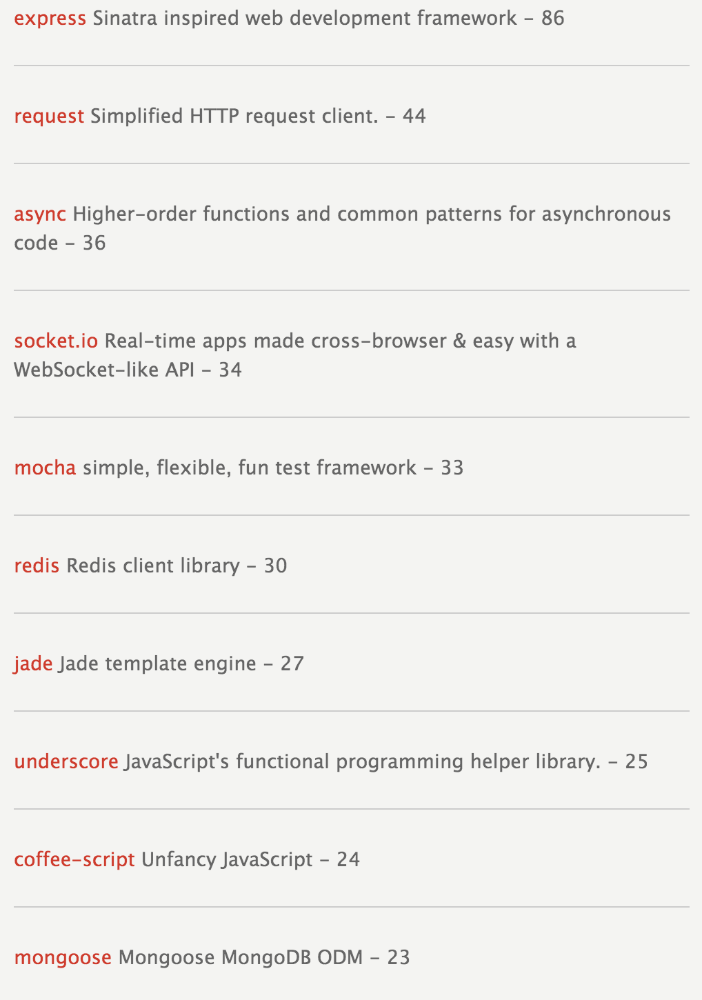 express Sinatra inspired web development framework – 86
request Simplified HTTP request client. – 44
async Higher-order functions and common patterns for asynchronous
code – 36
socket.io Real-time apps made cross-browser & easy with a
WebSocket-like API – 34
mocha simple, flexible, fun test framework – 33
redis Redis client library – 30
jade Jade template engine – 27
underscore JavaScript's functional programming helper library. – 25
coffee-script Unfancy JavaScript – 24
mongoose Mongoose MongoDB ODM – 23